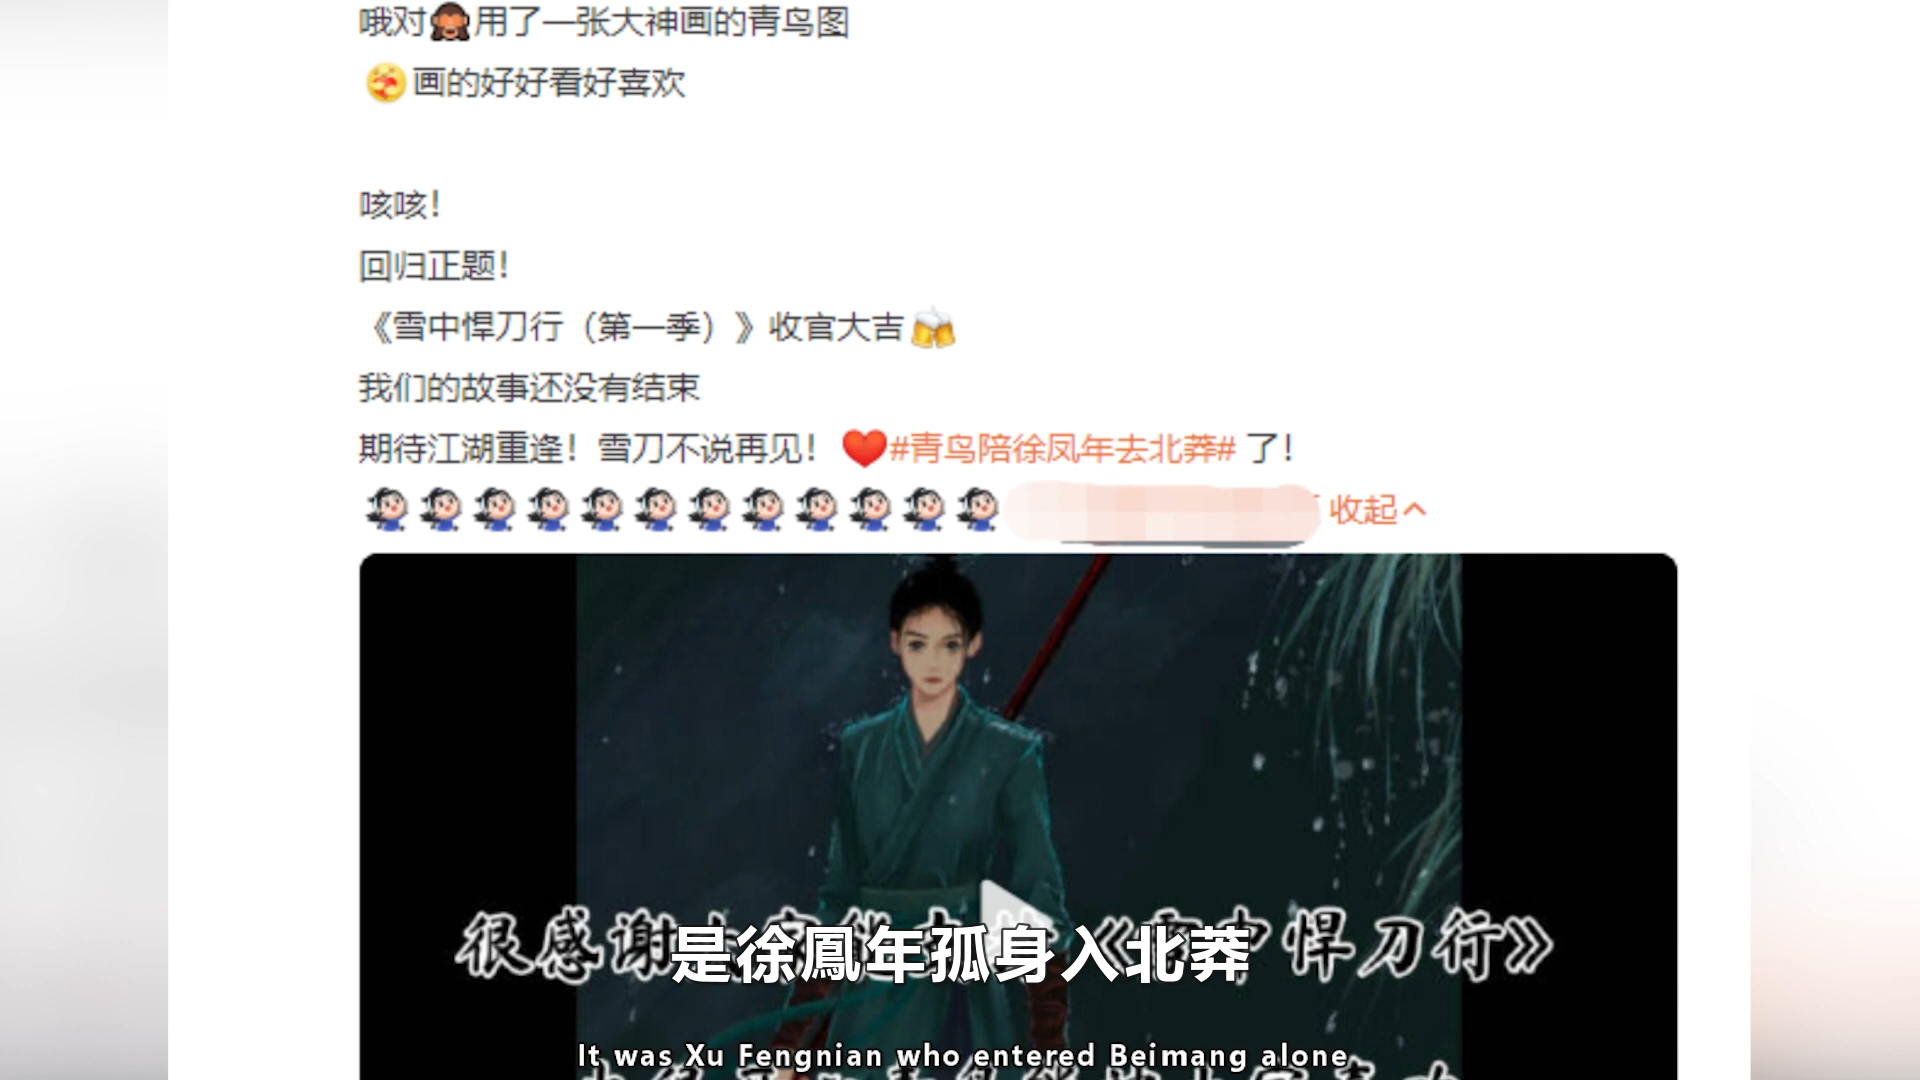 哦对用了一张大神画的青鸟图
画的好好看好喜欢
咳咳！
回归正题！
《雪中悍刀行（第一季）》收官大吉
我们的故事还没有结束
期待江湖重逢！雪刀不说再见！#青鸟陪徐凤年去北莽#了！
收起
很感谢 《雪中悍刀行》
是徐鳳年孤身入北莽
It was Xu Fengnian who entered Beimang alone